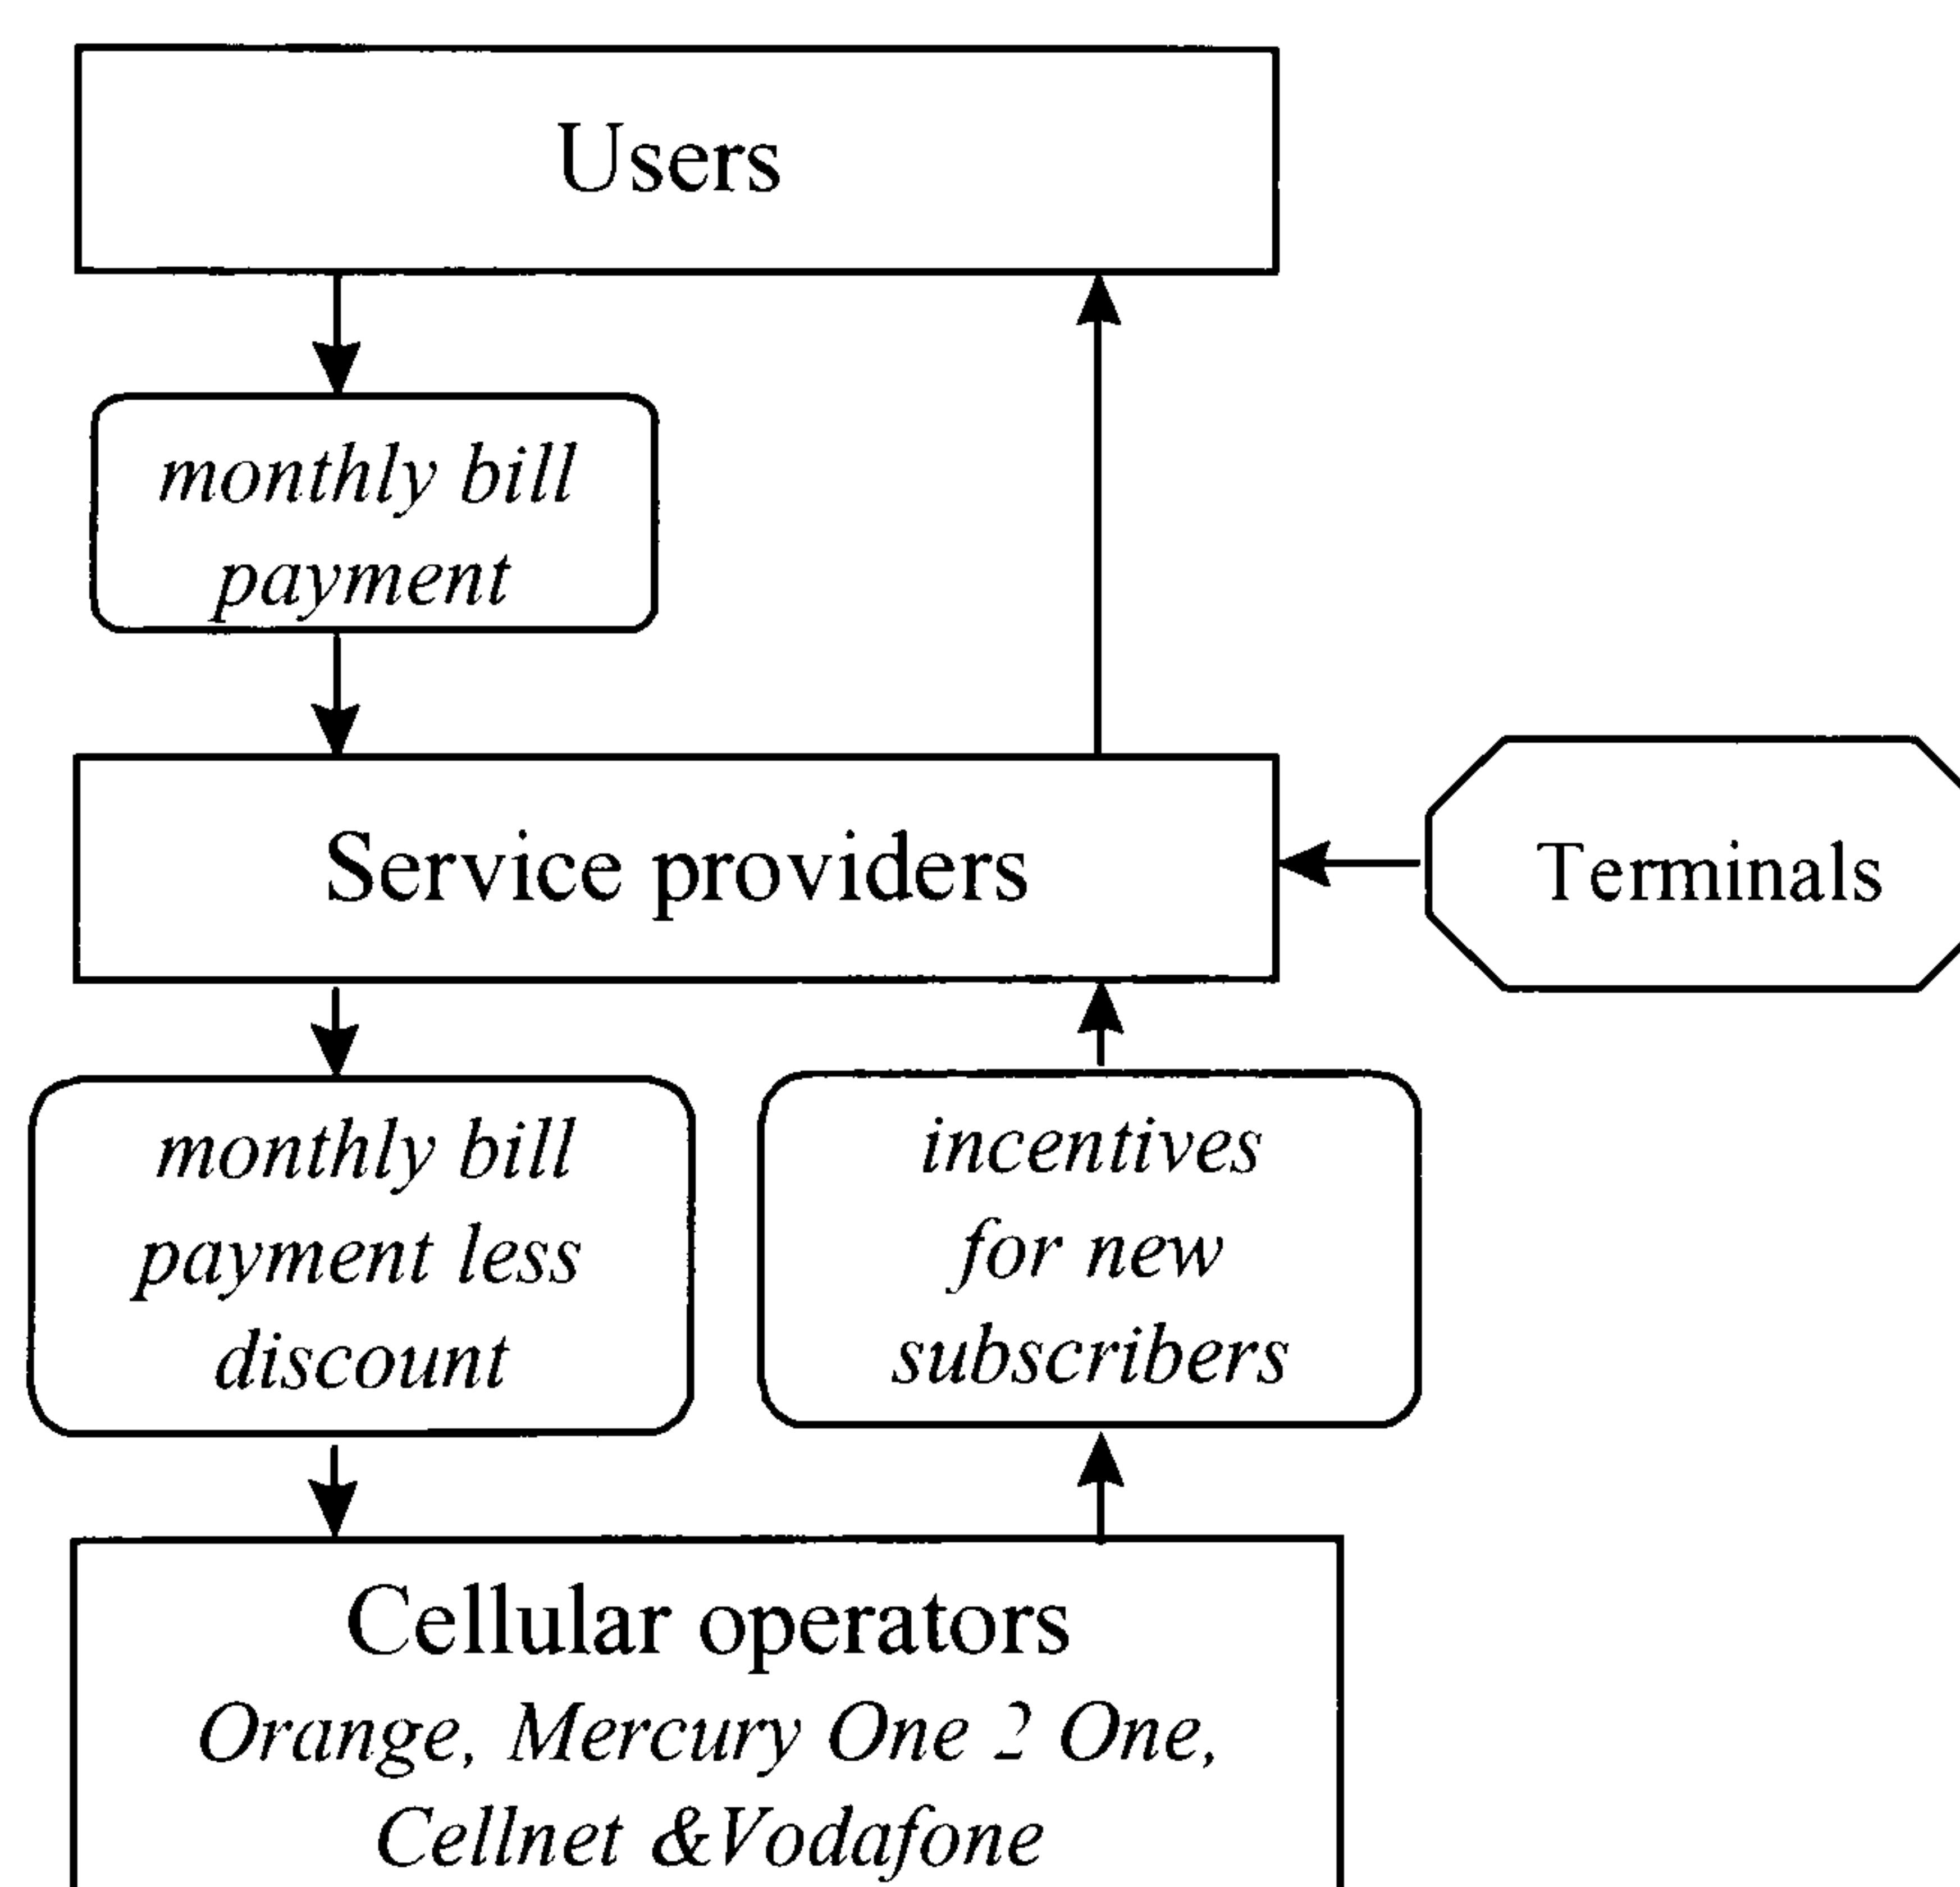 Users
monthly bill
payment
Service providers
Terminals
monthly bill
payment less
discount
incentives
for new
subscribers
Cellular operators
Orange, Mercury One 2 One,
Cellnet &Vodafone